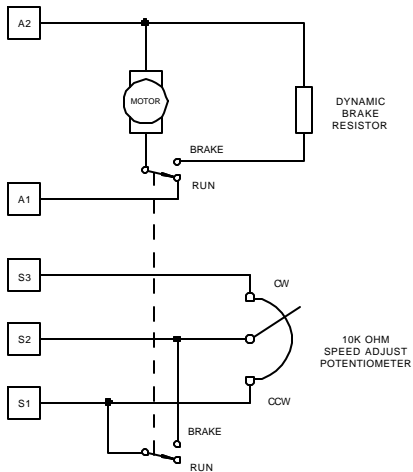 A2
MOTOR
DYNAMIC
BRAKE
RESISTOR
BRAKE
RUN
A1
S3
CW
S2
10K OHM
SPEED ADJUST
POTENTIOMETER
S1
CCW
BRAKE
RUN